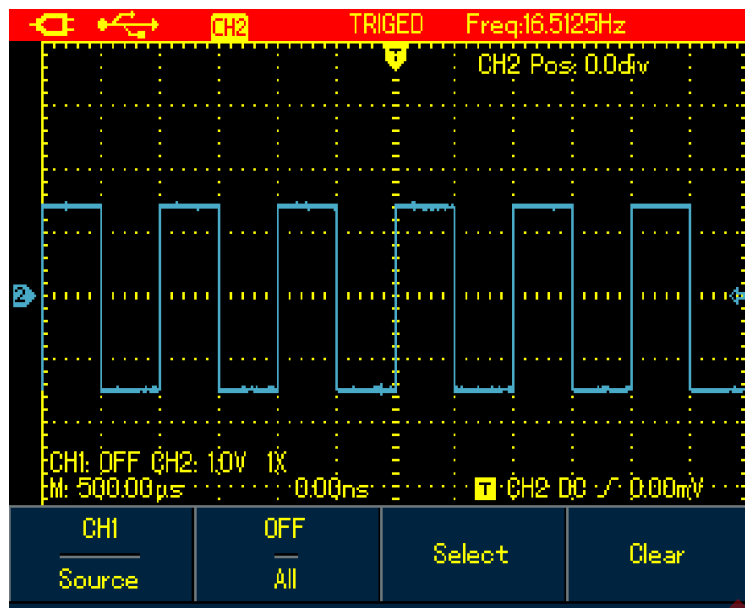 CH2 TRIGED Freq:16.5125Hz
T
CH2 Pos: 0.0div
2
CH1: OFF CH2: 1.0V 1X
M: 500.00µs 0.00ns T CH2 DC 0.00mV
CH1 OFF Select Clear
Source All